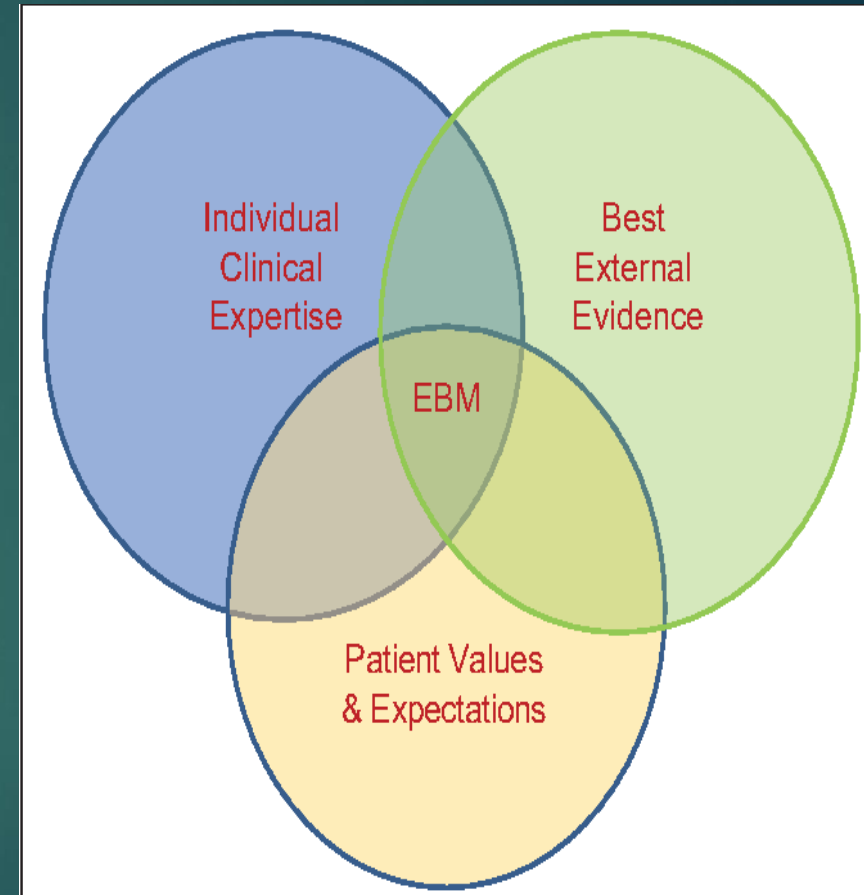 Individual
Clinical
Expertise
Best
External
Evidence
EBM
Patient Values
& Expectations